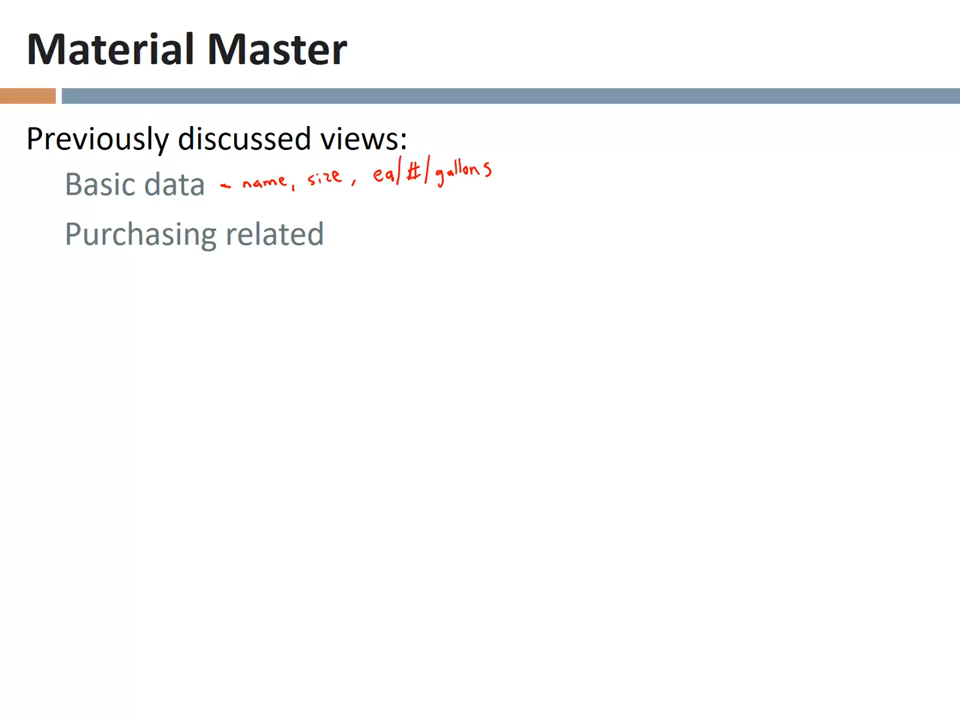 Material Master
Previously discussed views:
Basic data - name, size, ea/#/gallons
Purchasing related